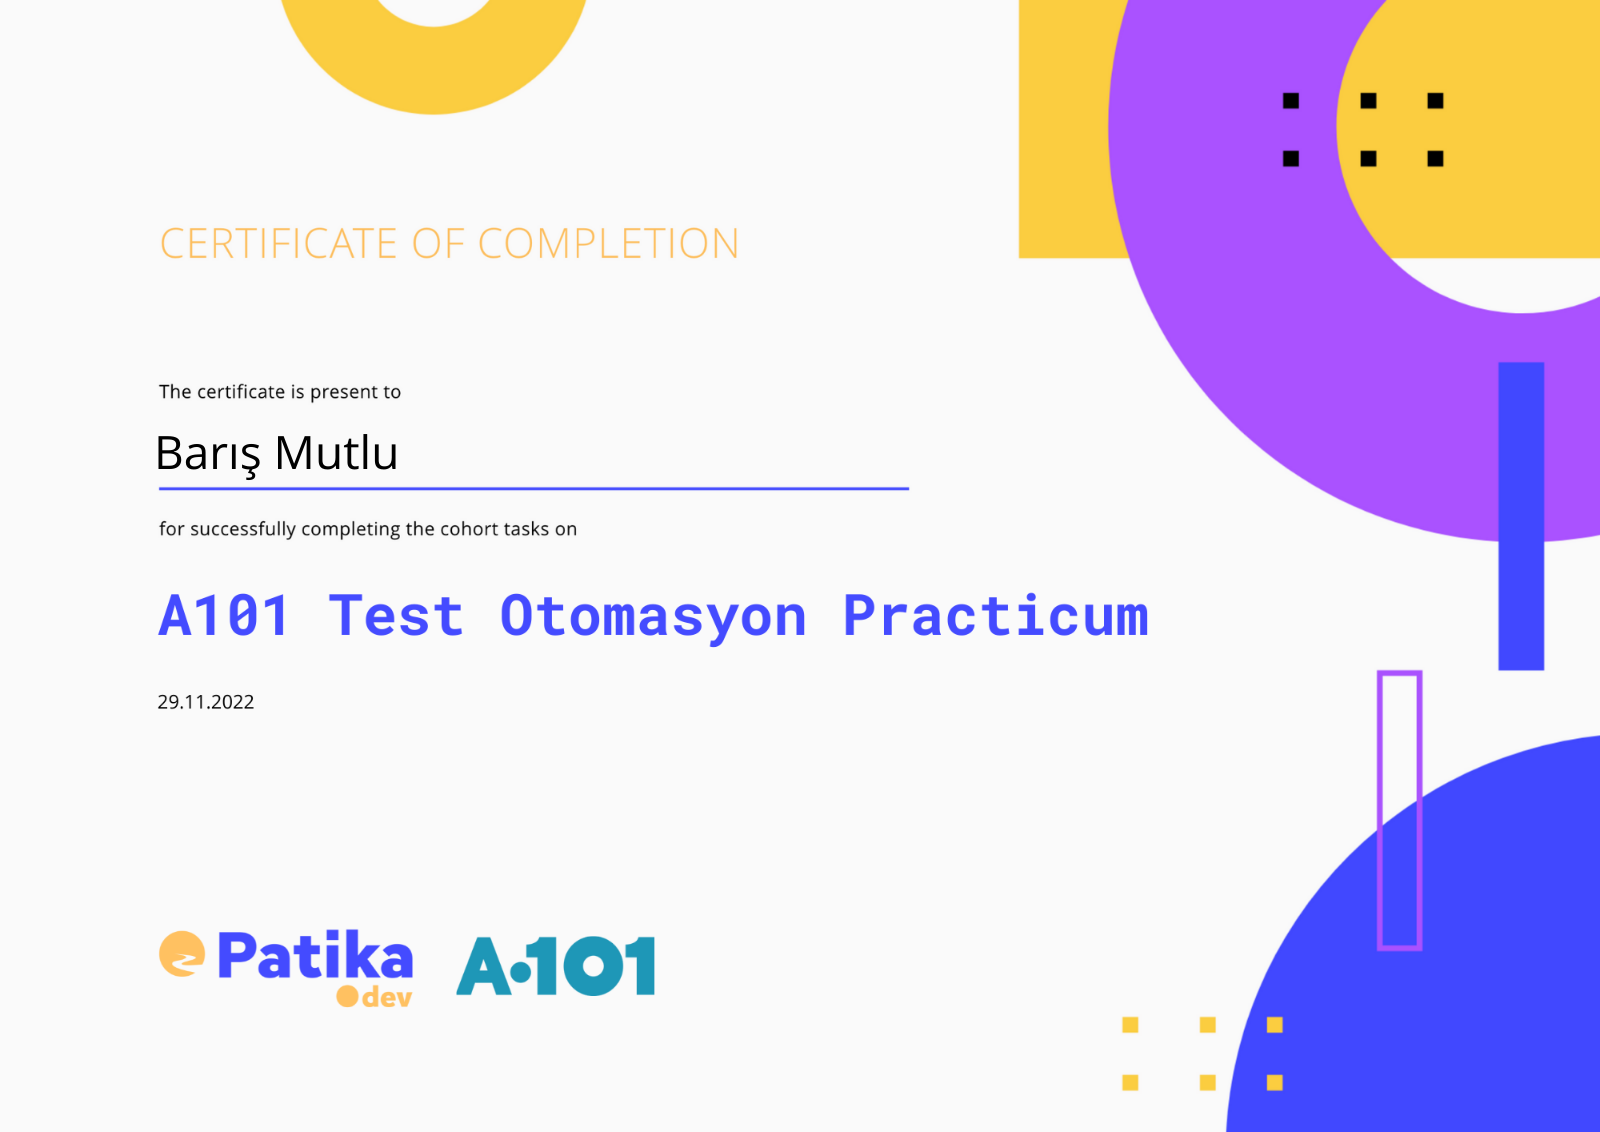 CERTIFICATE OF COMPLETION
The certificate is present to
Barış Mutlu
for successfully completing the cohort tasks on
A101 Test Otomasyon Practicum
29.11.2022
Patika
dev
A101